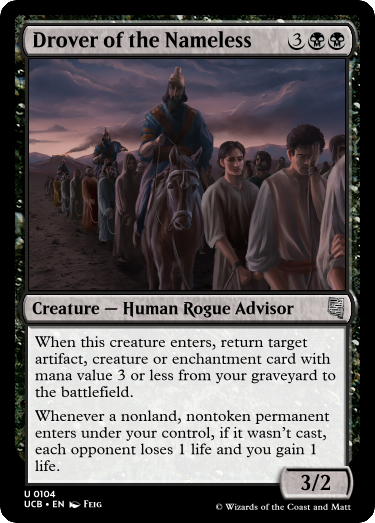 Drover of the Nameless 3
Creature — Human Rogue Advisor
When this creature enters, return target
artifact, creature or enchantment card with
mana value 3 or less from your graveyard to
the battlefield.
Whenever a nonland, nontoken permanent
enters under your control, if it wasn't cast,
each opponent loses 1 life and you gain 1
life.
3/2
U 0104
UCB • EN Feig
© Wizards of the Coast and Matt